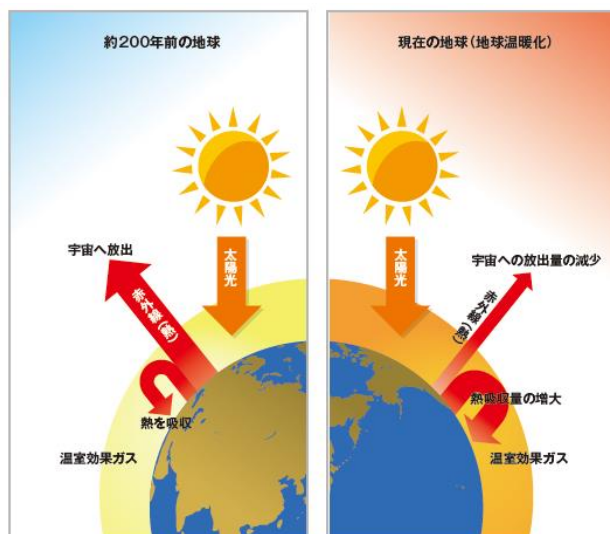 約200年前の地球
太陽光
宇宙へ放出
赤外線（熱）
熱を吸収
温室効果ガス
現在の地球（地球温暖化）
太陽光
宇宙への放出量の減少
赤外線（熱）
熱吸収量の増大
温室効果ガス